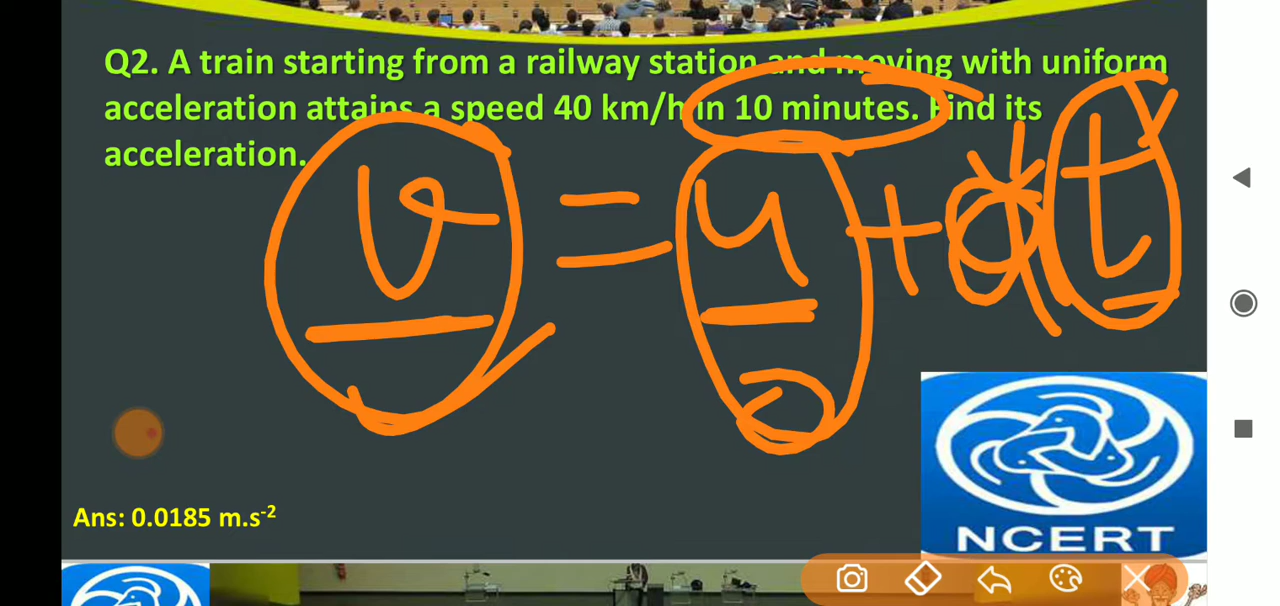 Q2. A train starting from a railway station and moving with uniform
acceleration attains a speed 40 km/h in 10 minutes. Find its
acceleration.
v = u + at
0
Ans: 0.0185 m.s⁻²
NCERT